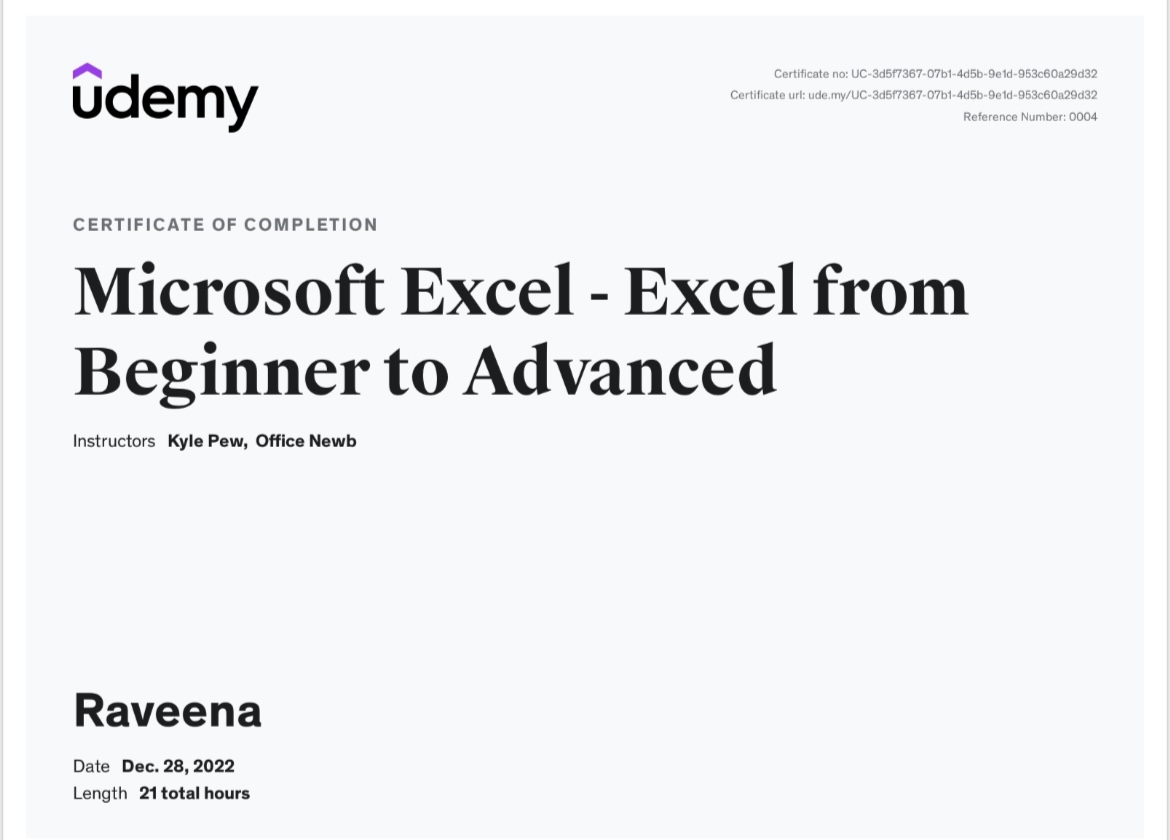 udemy
Certificate no: UC-3d5f7367-07b1-4d5b-9e1d-953c60a29d32
Certificate url: ude.my/UC-3d5f7367-07b1-4d5b-9e1d-953c60a29d32
Reference Number: 0004
CERTIFICATE OF COMPLETION
Microsoft Excel - Excel from
Beginner to Advanced
Instructors Kyle Pew, Office Newb
Raveena
Date Dec. 28, 2022
Length 21 total hours